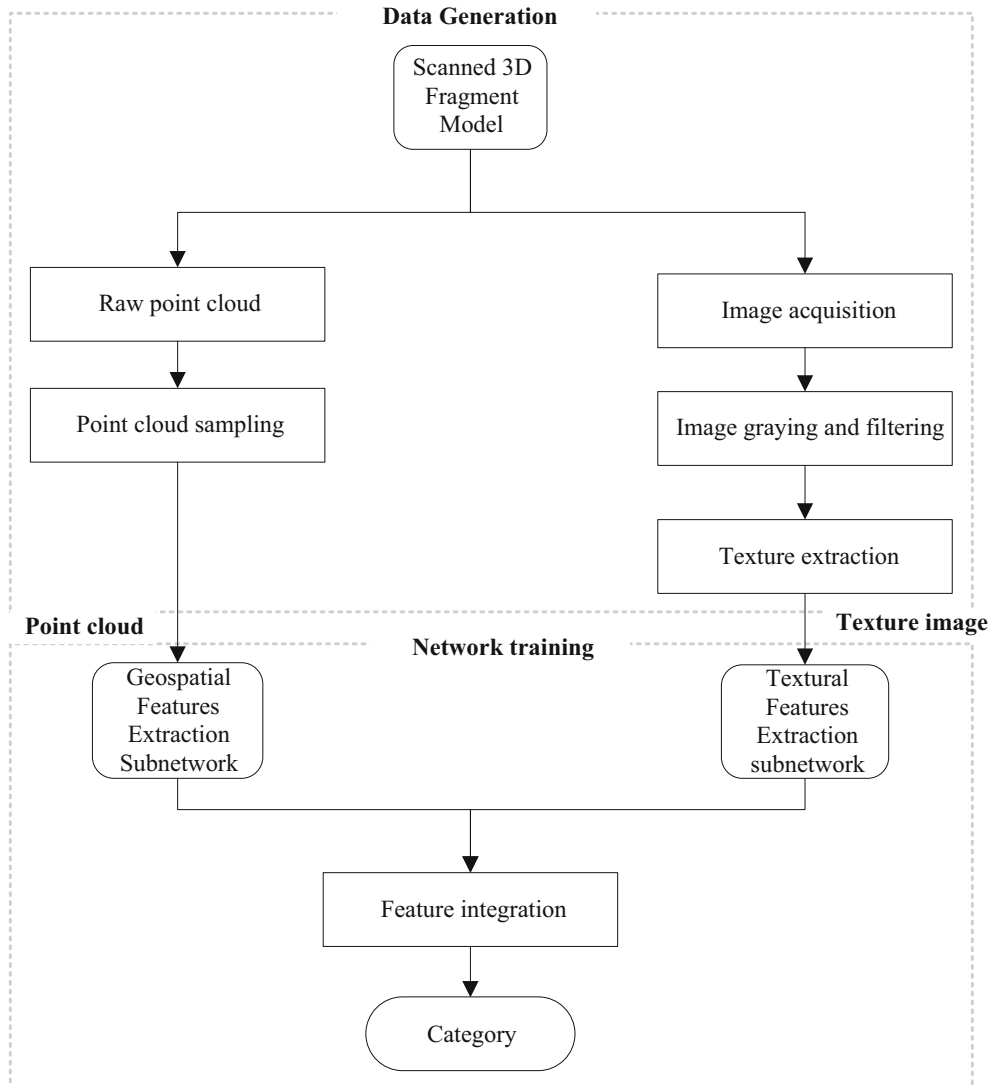 Data Generation
Scanned 3D
Fragment
Model
Raw point cloud
Image acquisition
Point cloud sampling
Image graying and filtering
Texture extraction
Point cloud
Texture image
Network training
Geospatial
Features
Extraction
Subnetwork
Textural
Features
Extraction
subnetwork
Feature integration
Category